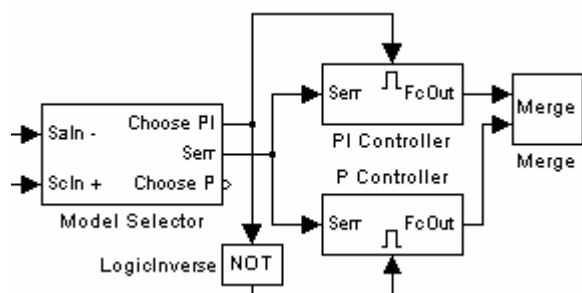 Serr
FcOut
Merge
PI Controller
Merge
SaIn -
Choose PI
Serr
ScIn +
Choose P
Model Selector
P Controller
Serr
FcOut
LogicInverse
NOT